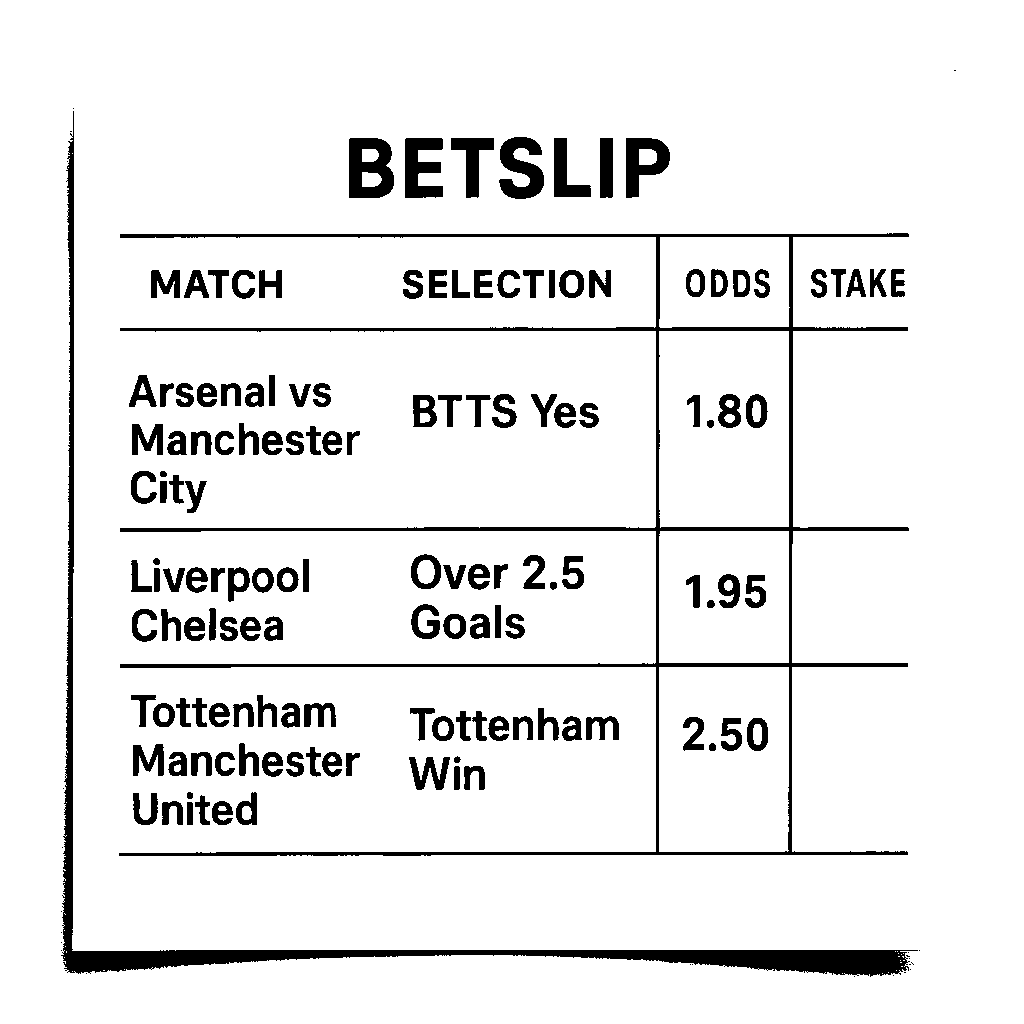 BETSLIP
MATCH SELECTION ODDS STAKE
Arsenal vs
Manchester
City
BTTS Yes
1.80
Liverpool
Chelsea
Over 2.5
Goals
1.95
Tottenham
Manchester
United
Tottenham
Win
2.50